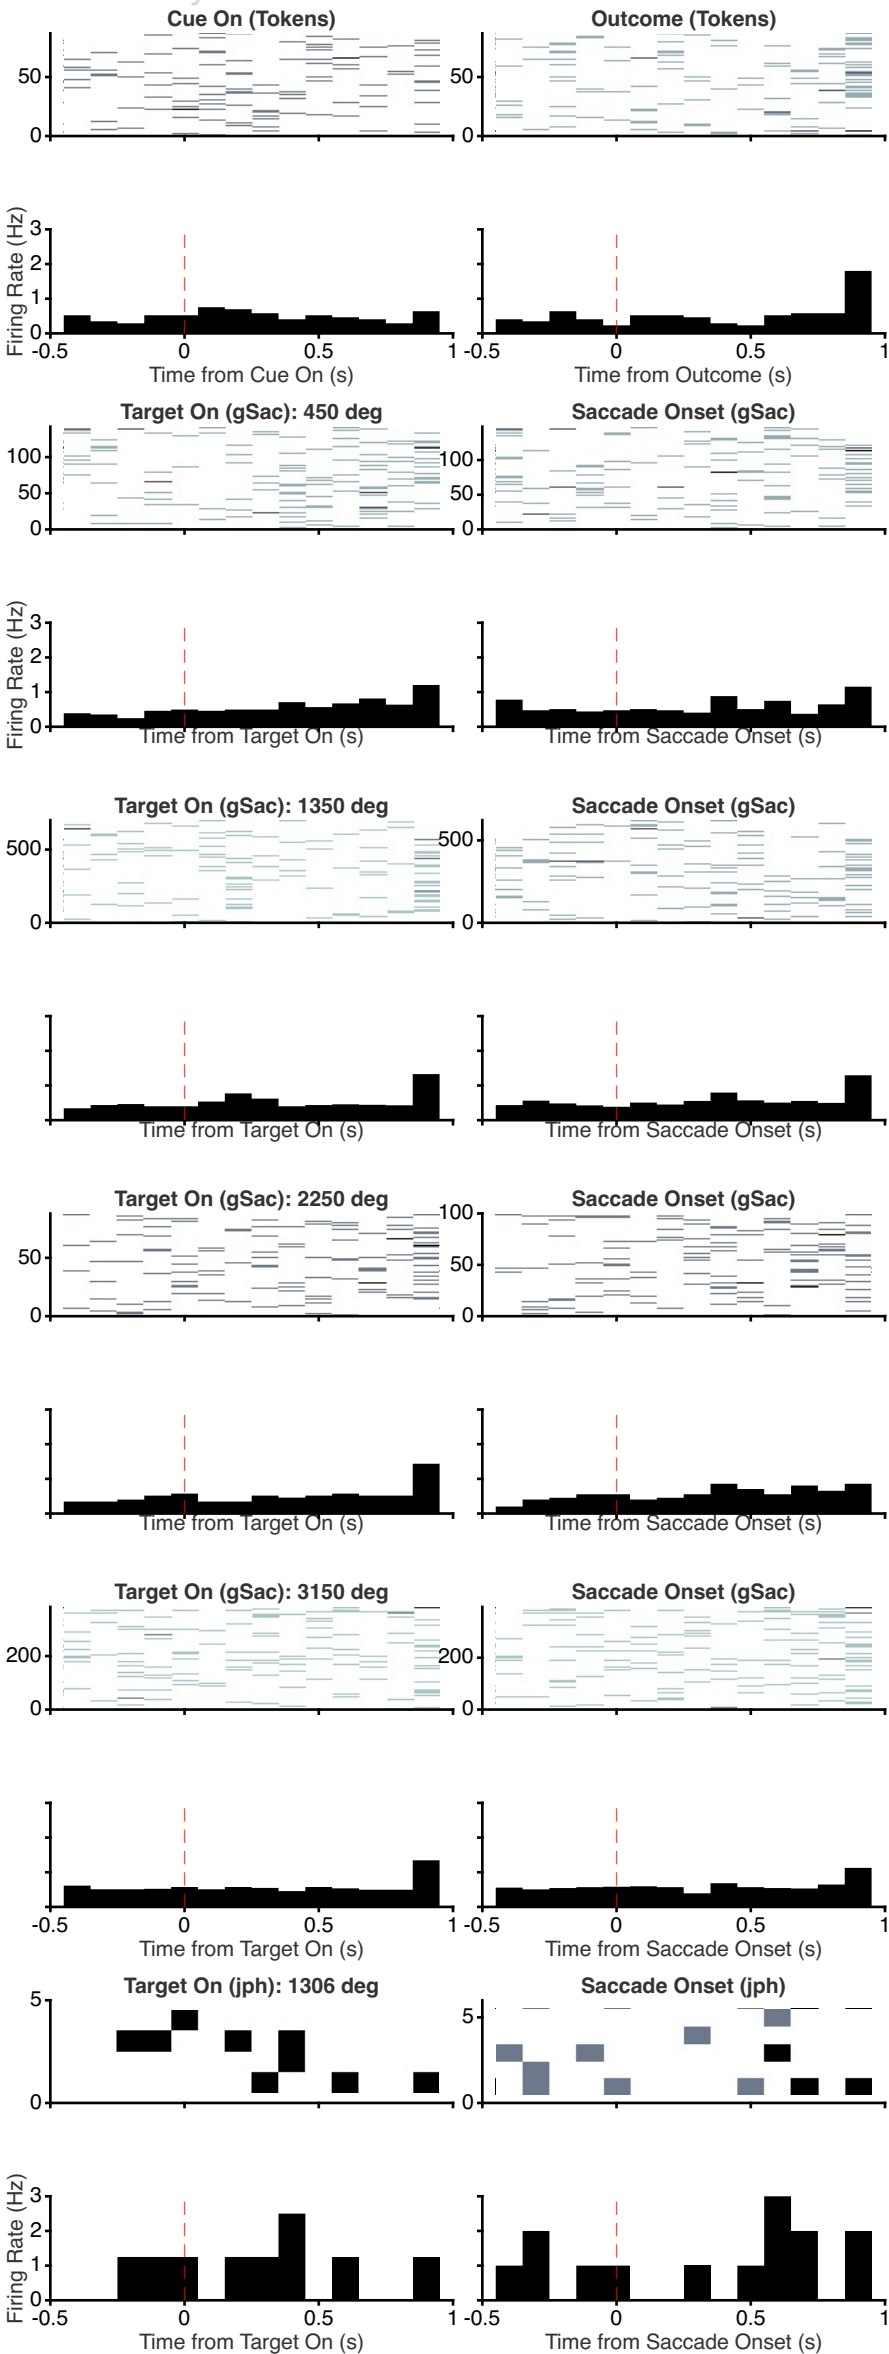 Cue On (Tokens)
Outcome (Tokens)
50
0
50
0
Firing Rate (Hz)
3
2
1
0
-0.5 0 0.5 1
Time from Cue On (s)
-0.5 0 0.5 1
Time from Outcome (s)
Target On (gSac): 450 deg
Saccade Onset (gSac)
100
50
0
100
50
0
Firing Rate (Hz)
3
2
1
0
Time from Target On (s)
Time from Saccade Onset (s)
Target On (gSac): 1350 deg
Saccade Onset (gSac)
500
0
500
0
Time from Target On (s)
Time from Saccade Onset (s)
Target On (gSac): 2250 deg
Saccade Onset (gSac)
50
0
100
50
0
Time from Target On (s)
Time from Saccade Onset (s)
Target On (gSac): 3150 deg
Saccade Onset (gSac)
200
0
200
0
-0.5 0 0.5 1
Time from Target On (s)
-0.5 0 0.5 1
Time from Saccade Onset (s)
Target On (jph): 1306 deg
Saccade Onset (jph)
5
0
5
0
Firing Rate (Hz)
3
2
1
0
-0.5 0 0.5 1
Time from Target On (s)
-0.5 0 0.5 1
Time from Saccade Onset (s)